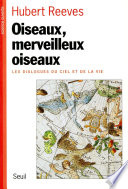 Hubert Reeves
Oiseaux,
merveilleux
oiseaux
LES DIALOGUES DU CIEL ET DE LA VIE
Seuil